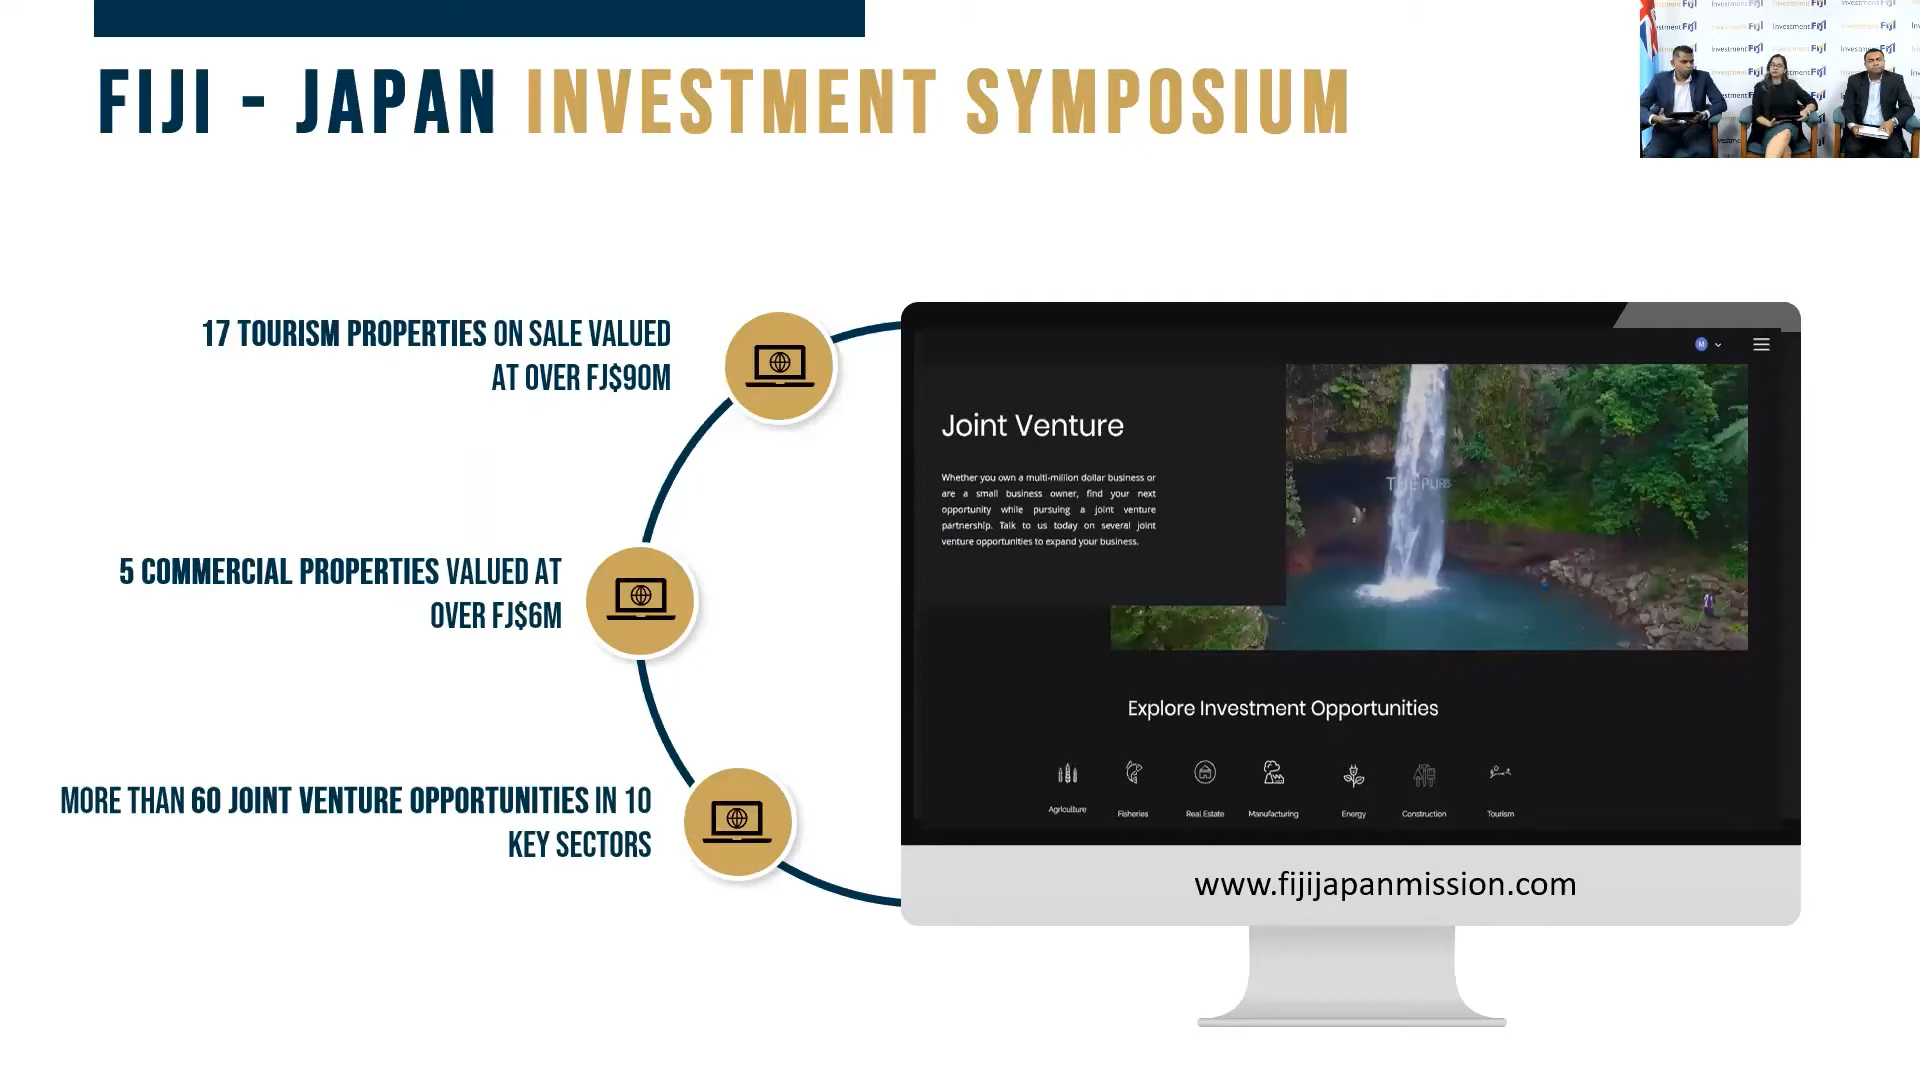 FIJI - JAPAN INVESTMENT SYMPOSIUM
17 TOURISM PROPERTIES ON SALE VALUED
AT OVER FJ$90M
5 COMMERCIAL PROPERTIES VALUED AT
OVER FJ$6M
MORE THAN 60 JOINT VENTURE OPPORTUNITIES IN 10
KEY SECTORS
M
Joint Venture
Whether you own a multi-million dollar business or
are a small business owner, find your next
opportunity while pursuing a joint venture
partnership. Talk to us today on several joint
venture opportunities to expand your business.
THE PURE
Explore Investment Opportunities
Agriculture
Fisheries
Real Estate
Manufacturing
Energy
Construction
Tourism
www.fijijapanmission.com
Investment Fiji